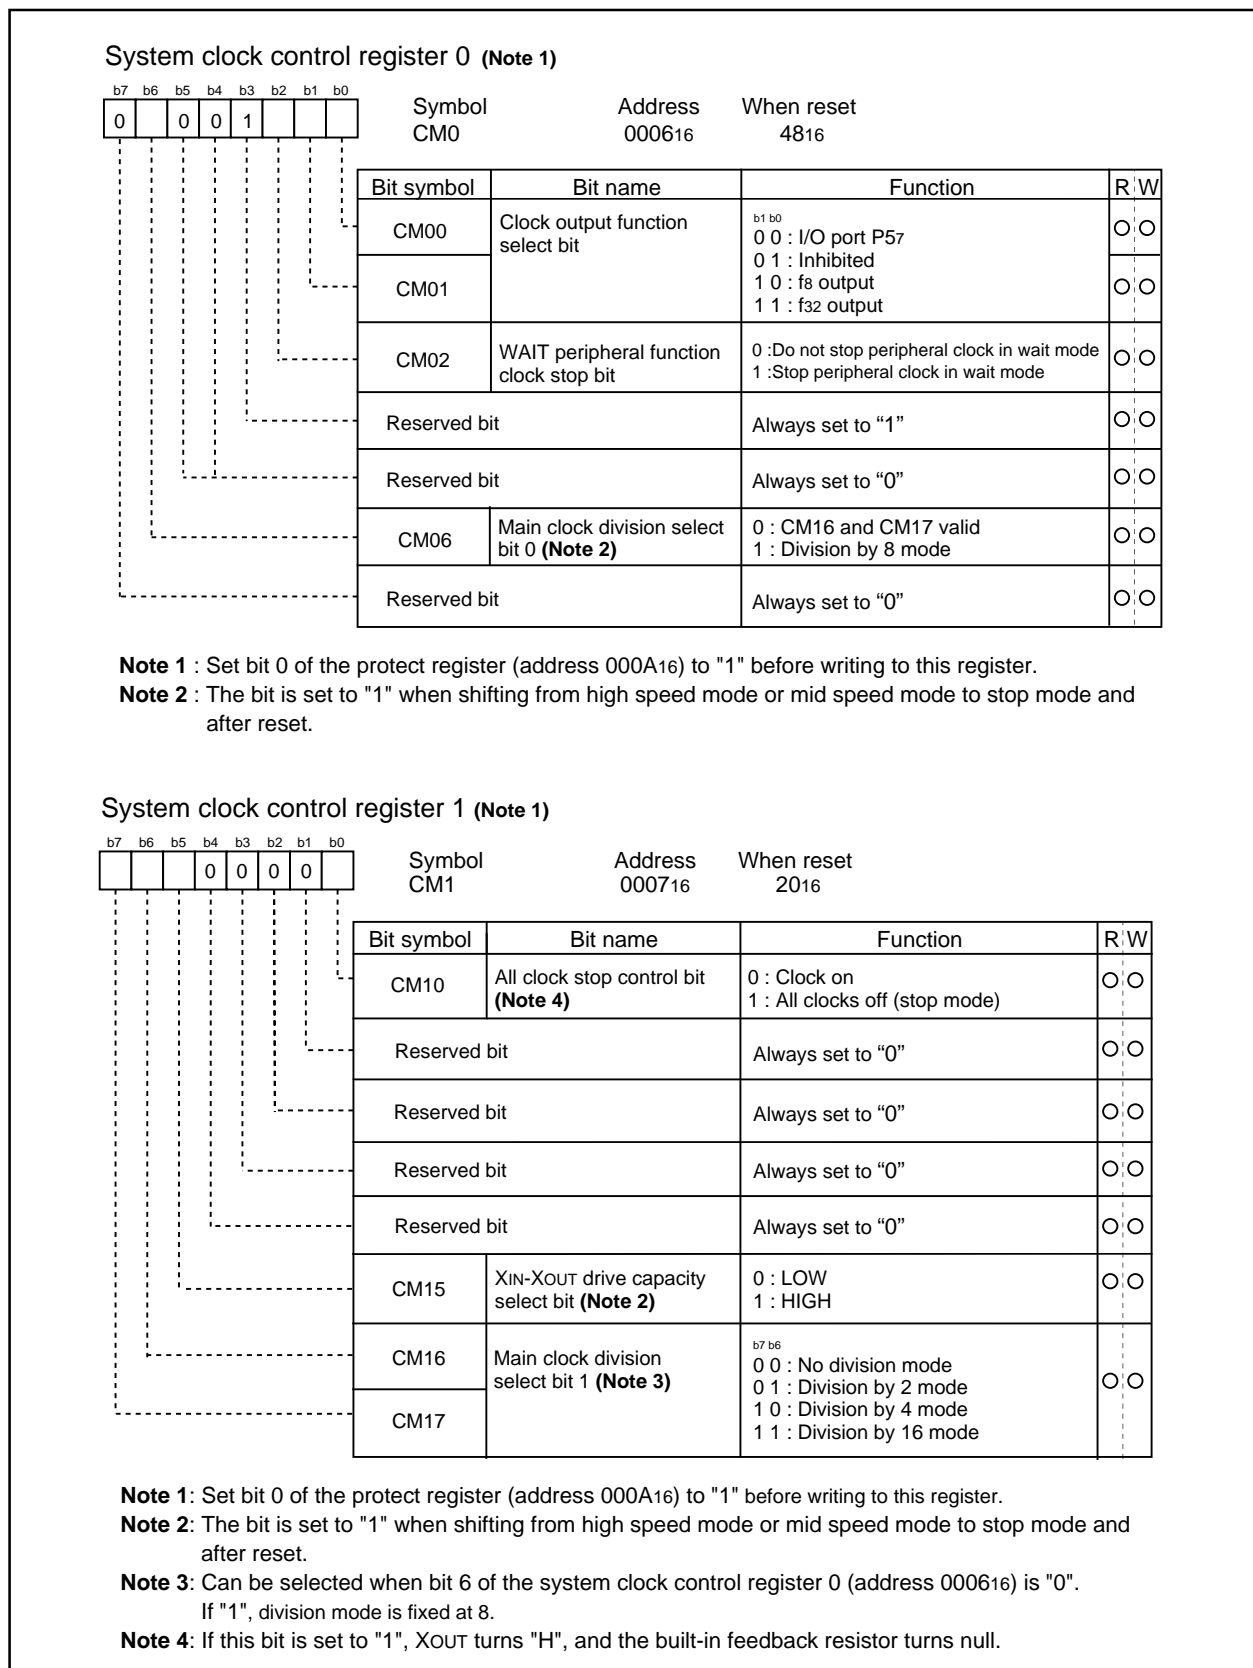 System clock control register 0 (Note 1)
b7 b6 b5 b4 b3 b2 b1 b0
0 0 0 1
Symbol Address When reset
CM0 000616 4816
Bit symbol Bit name Function R W
CM00 Clock output function select bit
b1 b0
0 0 : I/O port P57
0 1 : Inhibited
CM01 1 0 : f8 output
1 1 : f32 output
CM02 WAIT peripheral function clock stop bit
0 :Do not stop peripheral clock in wait mode
1 :Stop peripheral clock in wait mode
Reserved bit Always set to “1”
Reserved bit Always set to “0”
CM06 Main clock division select bit 0 (Note 2)
0 : CM16 and CM17 valid
1 : Division by 8 mode
Reserved bit Always set to “0”
Note 1 : Set bit 0 of the protect register (address 000A16) to "1" before writing to this register.
Note 2 : The bit is set to "1" when shifting from high speed mode or mid speed mode to stop mode and
after reset.
System clock control register 1 (Note 1)
b7 b6 b5 b4 b3 b2 b1 b0
0 0 0 0
Symbol Address When reset
CM1 000716 2016
Bit symbol Bit name Function R W
CM10 All clock stop control bit (Note 4)
0 : Clock on
1 : All clocks off (stop mode)
Reserved bit Always set to “0”
Reserved bit Always set to “0”
Reserved bit Always set to “0”
Reserved bit Always set to “0”
CM15 XIN-XOUT drive capacity select bit (Note 2)
0 : LOW
1 : HIGH
CM16 Main clock division select bit 1 (Note 3)
b7 b6
0 0 : No division mode
0 1 : Division by 2 mode
CM17 1 0 : Division by 4 mode
1 1 : Division by 16 mode
Note 1: Set bit 0 of the protect register (address 000A16) to "1" before writing to this register.
Note 2: The bit is set to "1" when shifting from high speed mode or mid speed mode to stop mode and
after reset.
Note 3: Can be selected when bit 6 of the system clock control register 0 (address 000616) is "0".
If "1", division mode is fixed at 8.
Note 4: If this bit is set to "1", XOUT turns "H", and the built-in feedback resistor turns null.